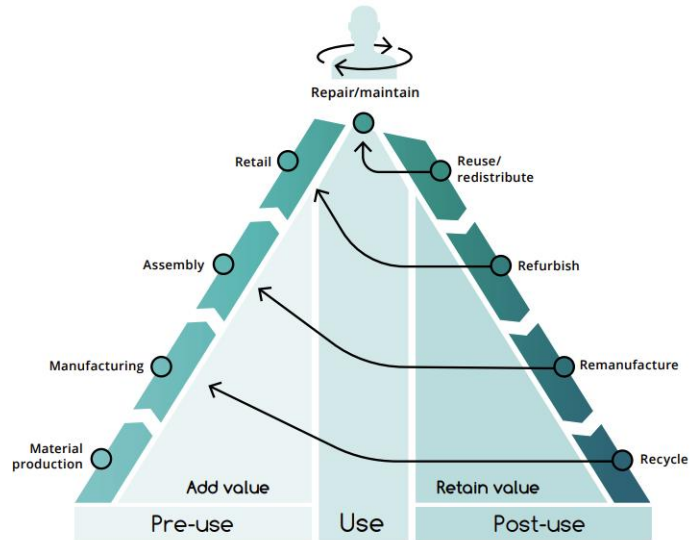 Repair/maintain
Retail
Reuse/
redistribute
Assembly
Refurbish
Manufacturing
Remanufacture
Material
production
Recycle
Add value
Retain value
Pre-use
Use
Post-use